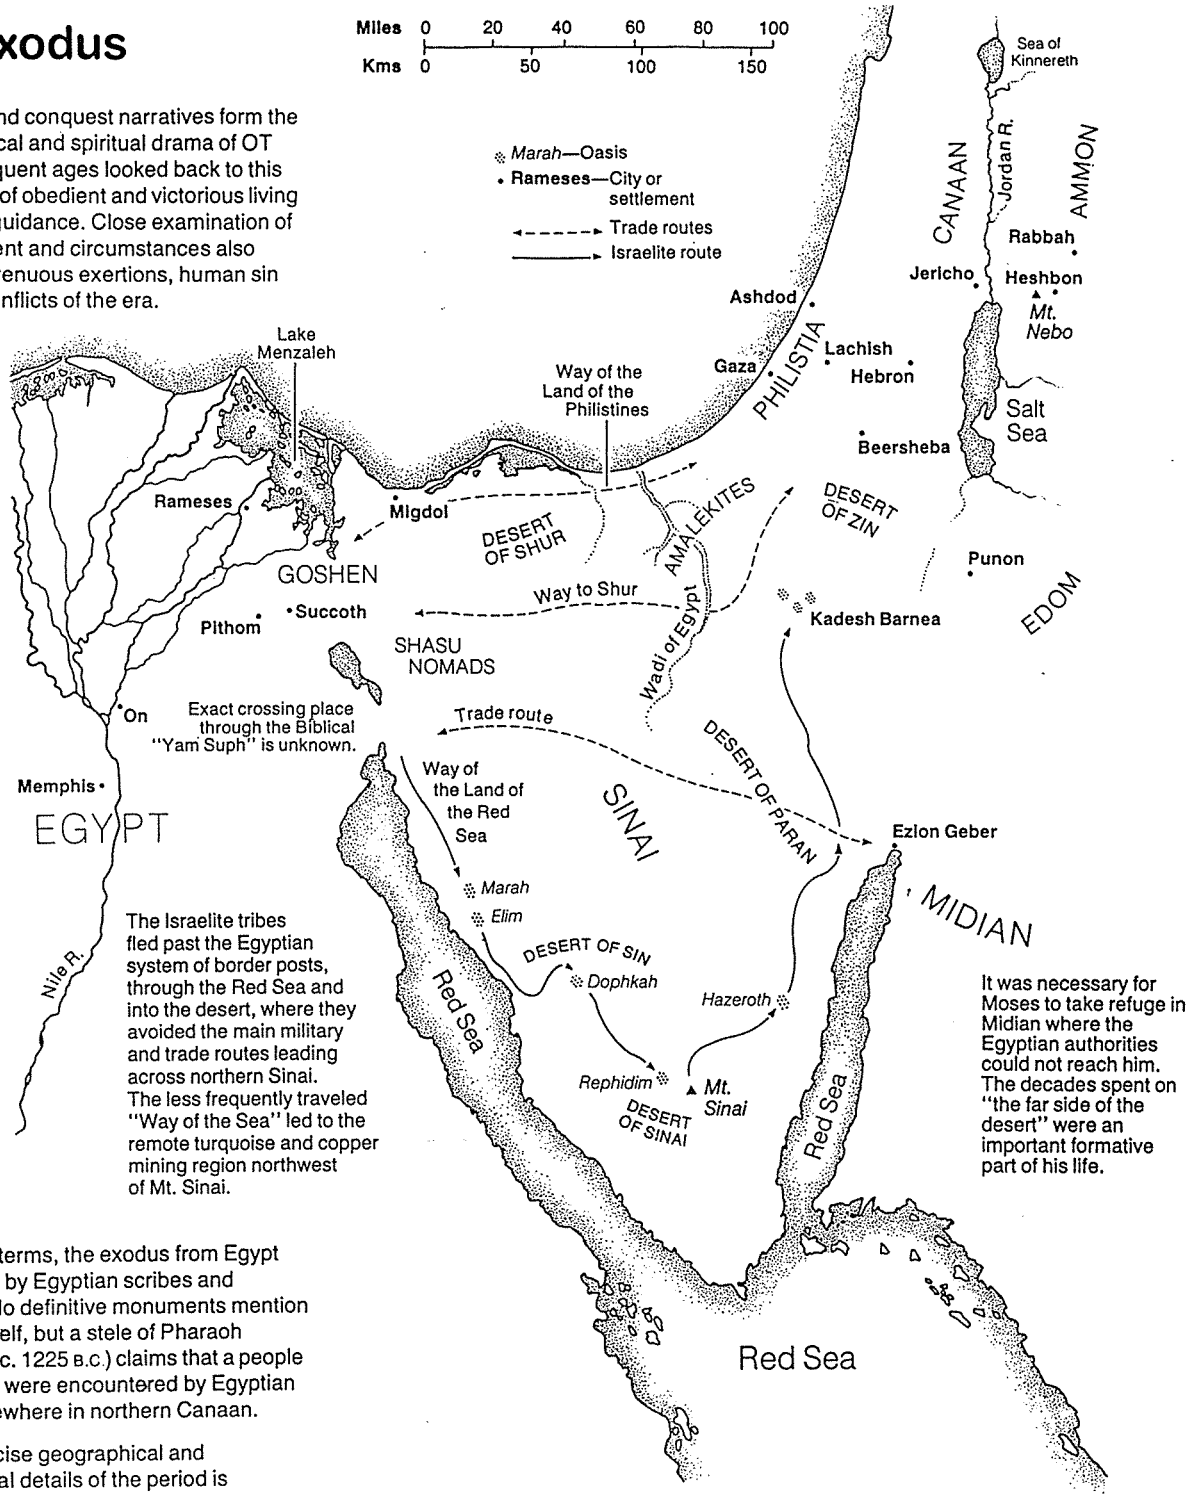 xodus
nd conquest narratives form the
cal and spiritual drama of OT
quent ages looked back to this
of obedient and victorious living
guidance. Close examination of
ent and circumstances also
renuous exertions, human sin
nflicts of the era.
Miles 0 20 40 60 80 100
Kms 0 50 100 150
Marah—Oasis
Rameses—City or
settlement
Trade routes
Israelite route
Sea of
Kinnereth
Jordan R.
CANAAN
AMMON
Rabbah
Jericho
Heshbon
Mt.
Nebo
Ashdod
PHILISTIA
Lachish
Gaza
Hebron
Salt
Sea
Beersheba
Lake
Menzaleh
Way of the
Land of the
Philistines
Rameses
Migdol
DESERT
OF SHUR
AMALEKITES
DESERT
OF ZIN
Punon
GOSHEN
Way to Shur
Wadi of Egypt
Kadesh Barnea
EDOM
Succoth
Pithom
SHASU
NOMADS
On
Exact crossing place
through the Biblical
"Yam Suph" is unknown.
Trade route
DESERT OF PARAN
Memphis
EGYPT
Way of
the Land of
the Red
Sea
SINAI
Ezion Geber
Marah
Elim
MIDIAN
DESERT OF SIN
Dophkah
Nile R.
Red Sea
Hazeroth
Rephidim
Mt.
Sinai
DESERT
OF SINAI
Red Sea
The Israelite tribes
fled past the Egyptian
system of border posts,
through the Red Sea and
into the desert, where they
avoided the main military
and trade routes leading
across northern Sinai.
The less frequently traveled
"Way of the Sea" led to the
remote turquoise and copper
mining region northwest
of Mt. Sinai.
It was necessary for
Moses to take refuge in
Midian where the
Egyptian authorities
could not reach him.
The decades spent on
"the far side of the
desert" were an
important formative
part of his life.
Red Sea
terms, the exodus from Egypt
by Egyptian scribes and
lo definitive monuments mention
elf, but a stele of Pharaoh
c. 1225 B.C.) claims that a people
were encountered by Egyptian
ewhere in northern Canaan.
cise geographical and
al details of the period is